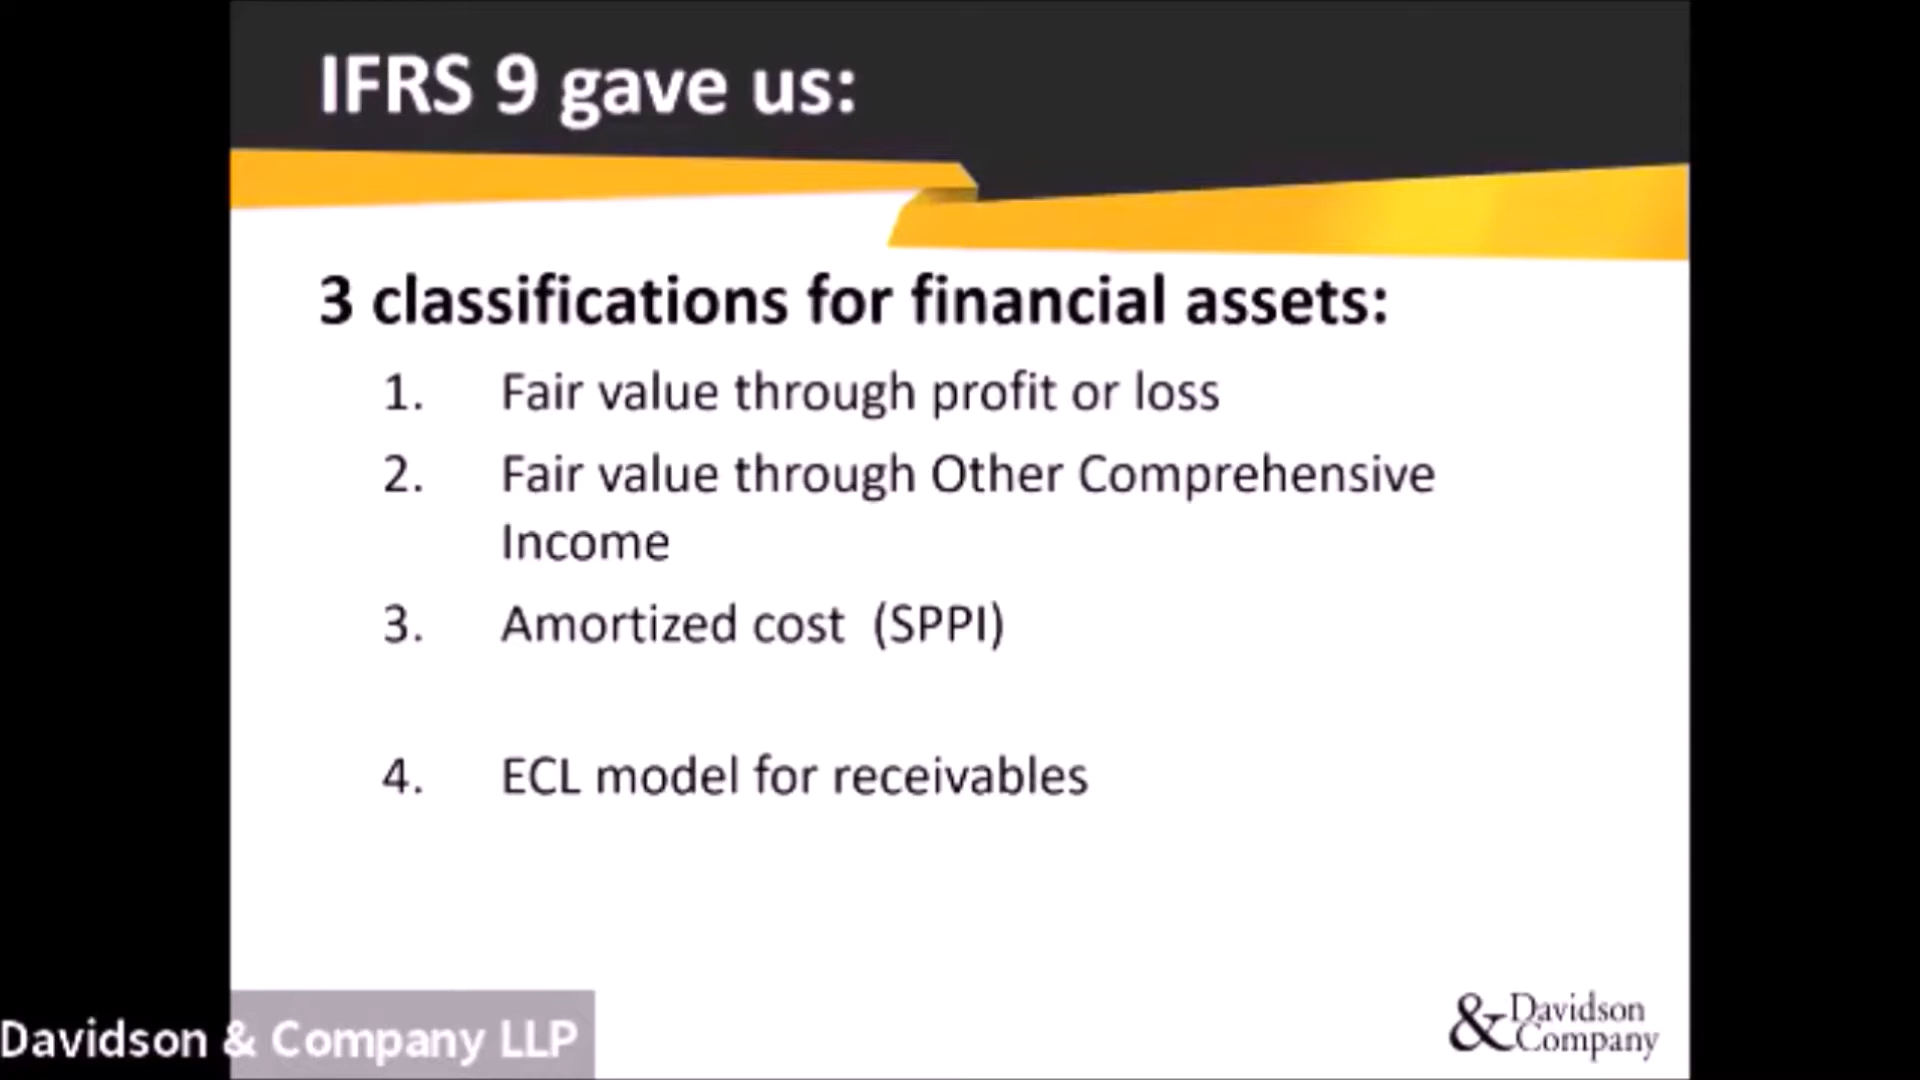 IFRS 9 gave us:
3 classifications for financial assets:
1. Fair value through profit or loss
2. Fair value through Other Comprehensive
Income
3. Amortized cost (SPPI)
4. ECL model for receivables
Davidson & Company LLP
& Davidson
Company